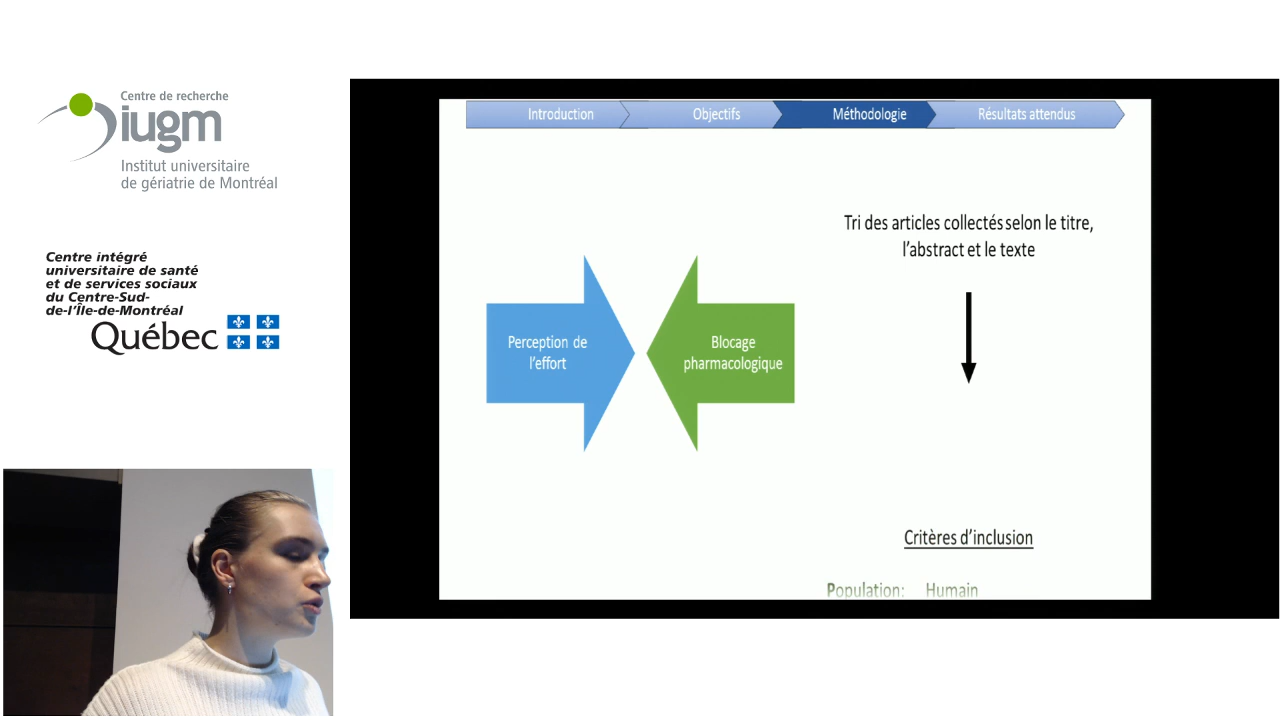 Centre de recherche
iugm
Institut universitaire
de gériatrie de Montréal
Centre intégré
universitaire de santé
et de services sociaux
du Centre-Sud-
de-l'Île-de-Montréal
Québec
Introduction
Objectifs
Méthodologie
Résultats attendus
Tri des articles collectés selon le titre,
l'abstract et le texte
Perception de
l'effort
Blocage
pharmacologique
Critères d'inclusion
Population: Humain